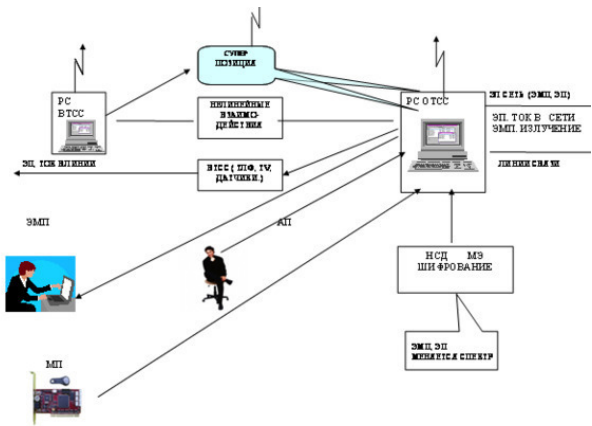 СУПЕР
ПОЗИЦИЯ
РС
ВТСС
НЕЛИНЕЙНЫЕ
ВЗАИМО-
ДЕЙСТВИЯ
РС ОТСС
ЭП СЕТЬ (ЭМП, ЭП)
ЭП. ТОК В СЕТИ
ЭМП. ИЗЛУЧЕНИЕ
ЭП, ТОК В ЛИНИИ
ВТСС ( ТЛФ, TV,
ДАТЧИКИ.)
ЛИНИИ СВЯЗИ
ЭМП
АП
НСД МЭ
ШИФРОВАНИЕ
ЭМП, ЭП
МЕНЯЕТСЯ СПЕКТР
МП